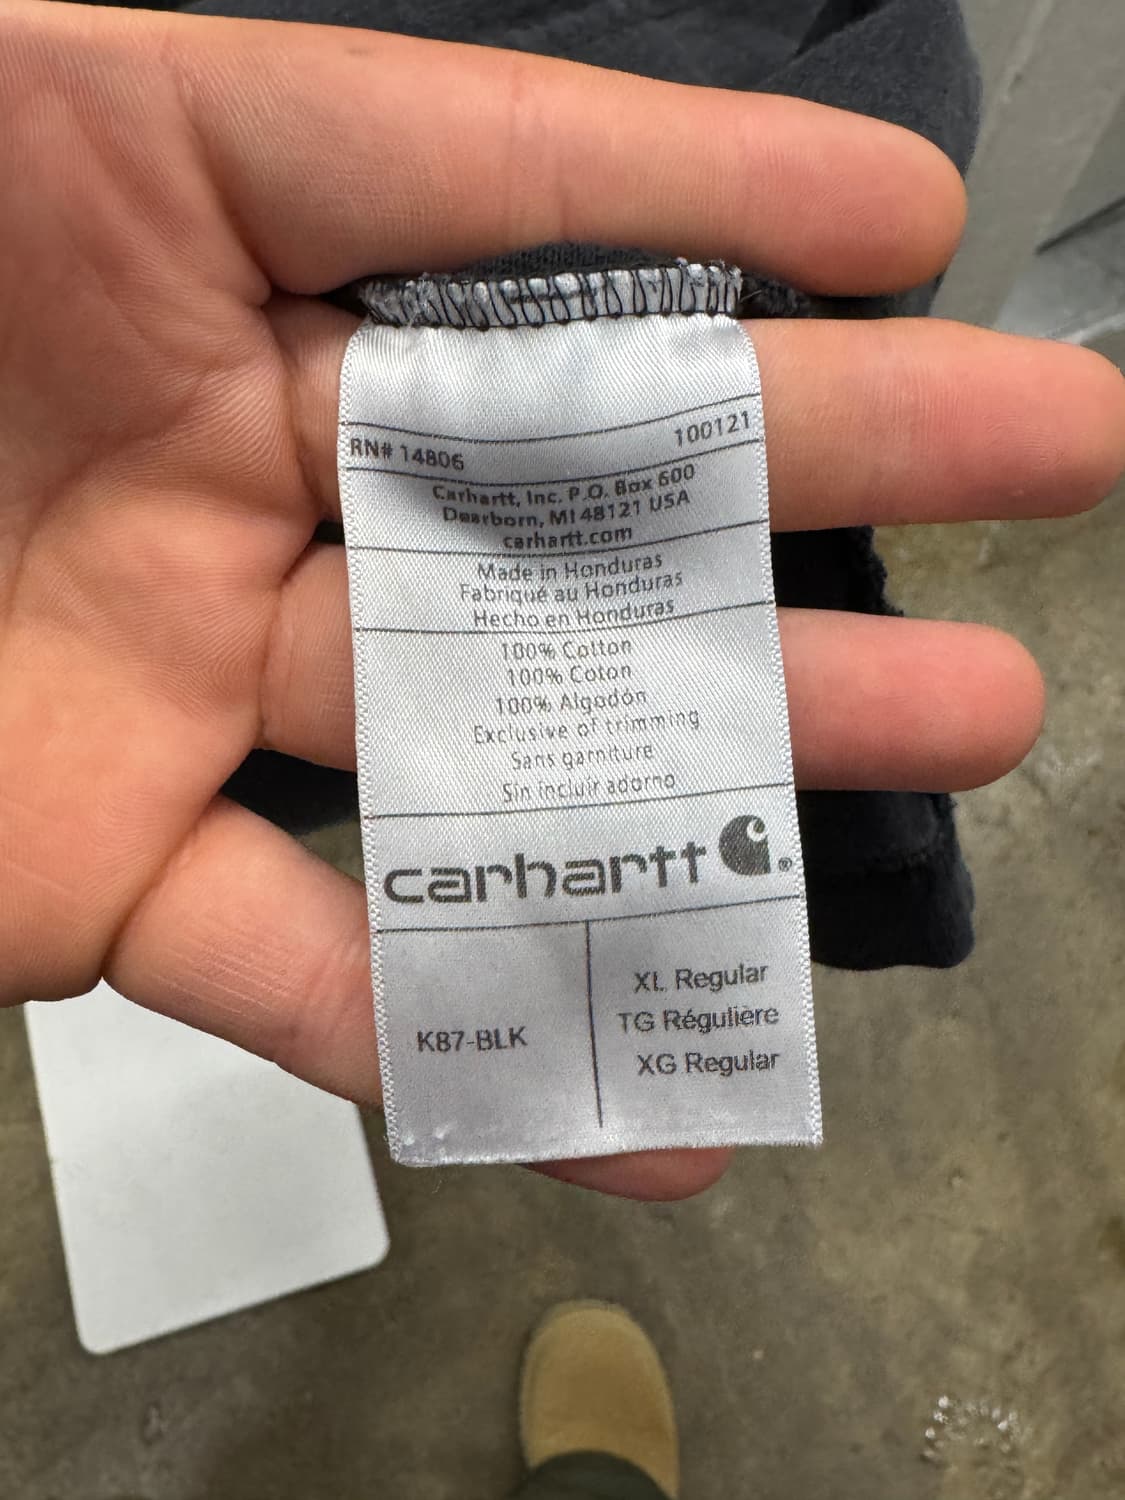 RN# 14806 100121
Carhartt, Inc. P.O. Box 600
Dearborn, MI 48121 USA
carhartt.com
Made in Honduras
Fabriqué au Honduras
Hecho en Honduras
100% Cotton
100% Coton
100% Algodón
Exclusive of trimming
Sans garniture
Sin incluir adorno
carhartt ®
K87-BLK
XL Regular
TG Régulière
XG Regular